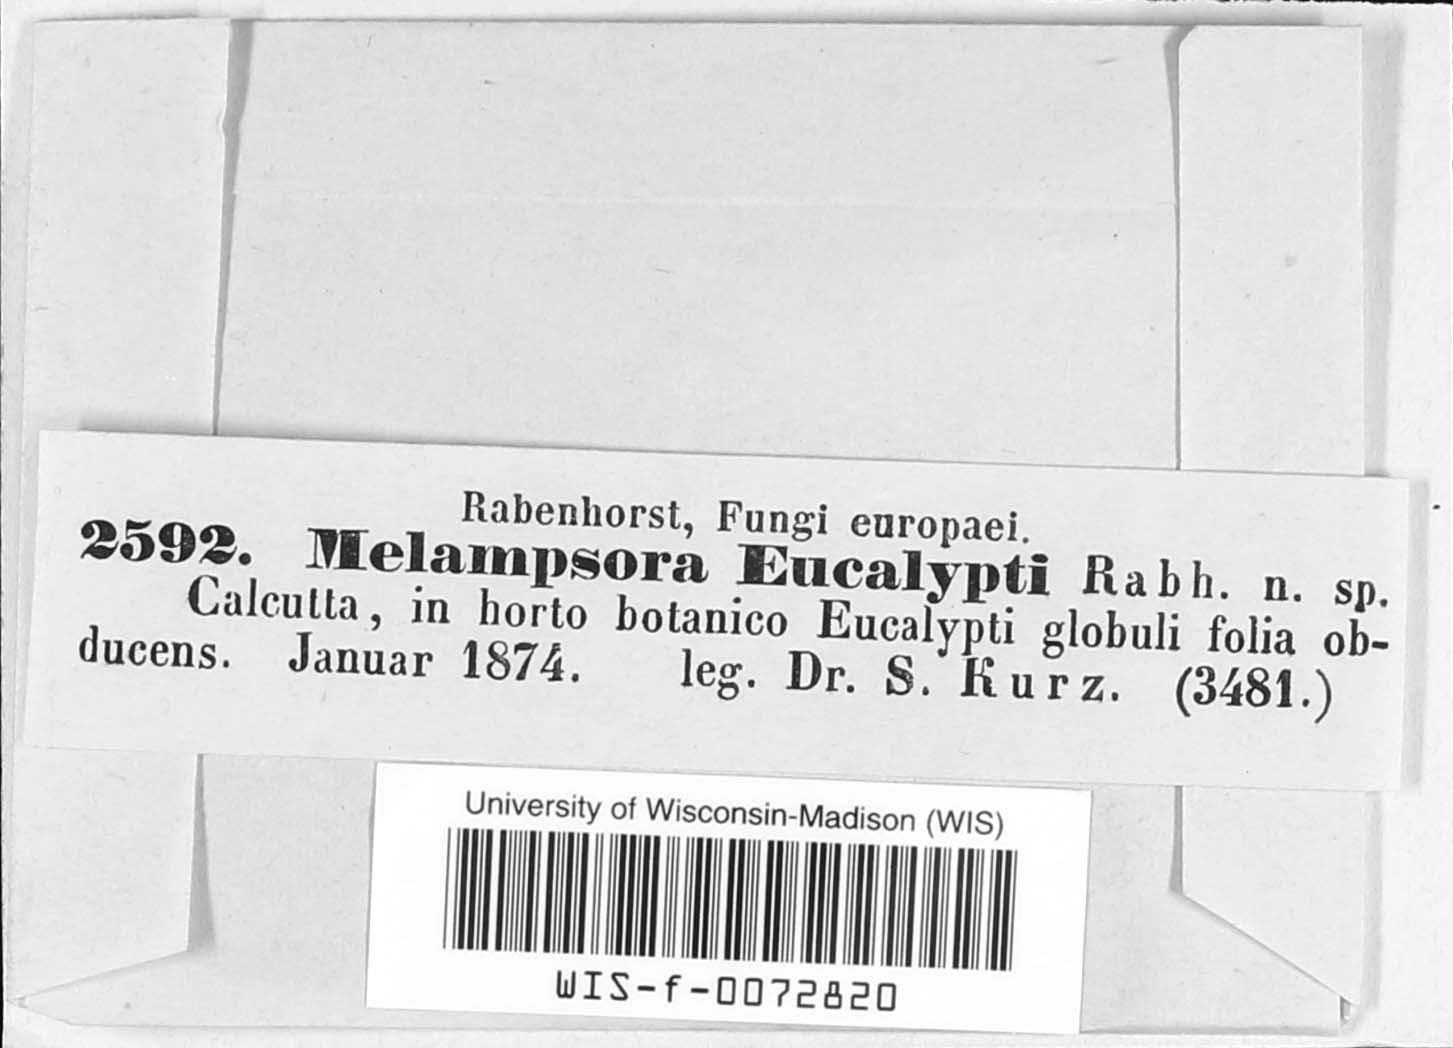 Rabenhorst, Fungi europaei.
2592. Melampsora Eucalypti Rabh. n. sp.
Calcutta, in horto botanico Eucalypti globuli folia ob-
ducens. Januar 1874. leg. Dr. S. Kurz. (3481.)
University of Wisconsin-Madison (WIS)
WIS-f-0072820